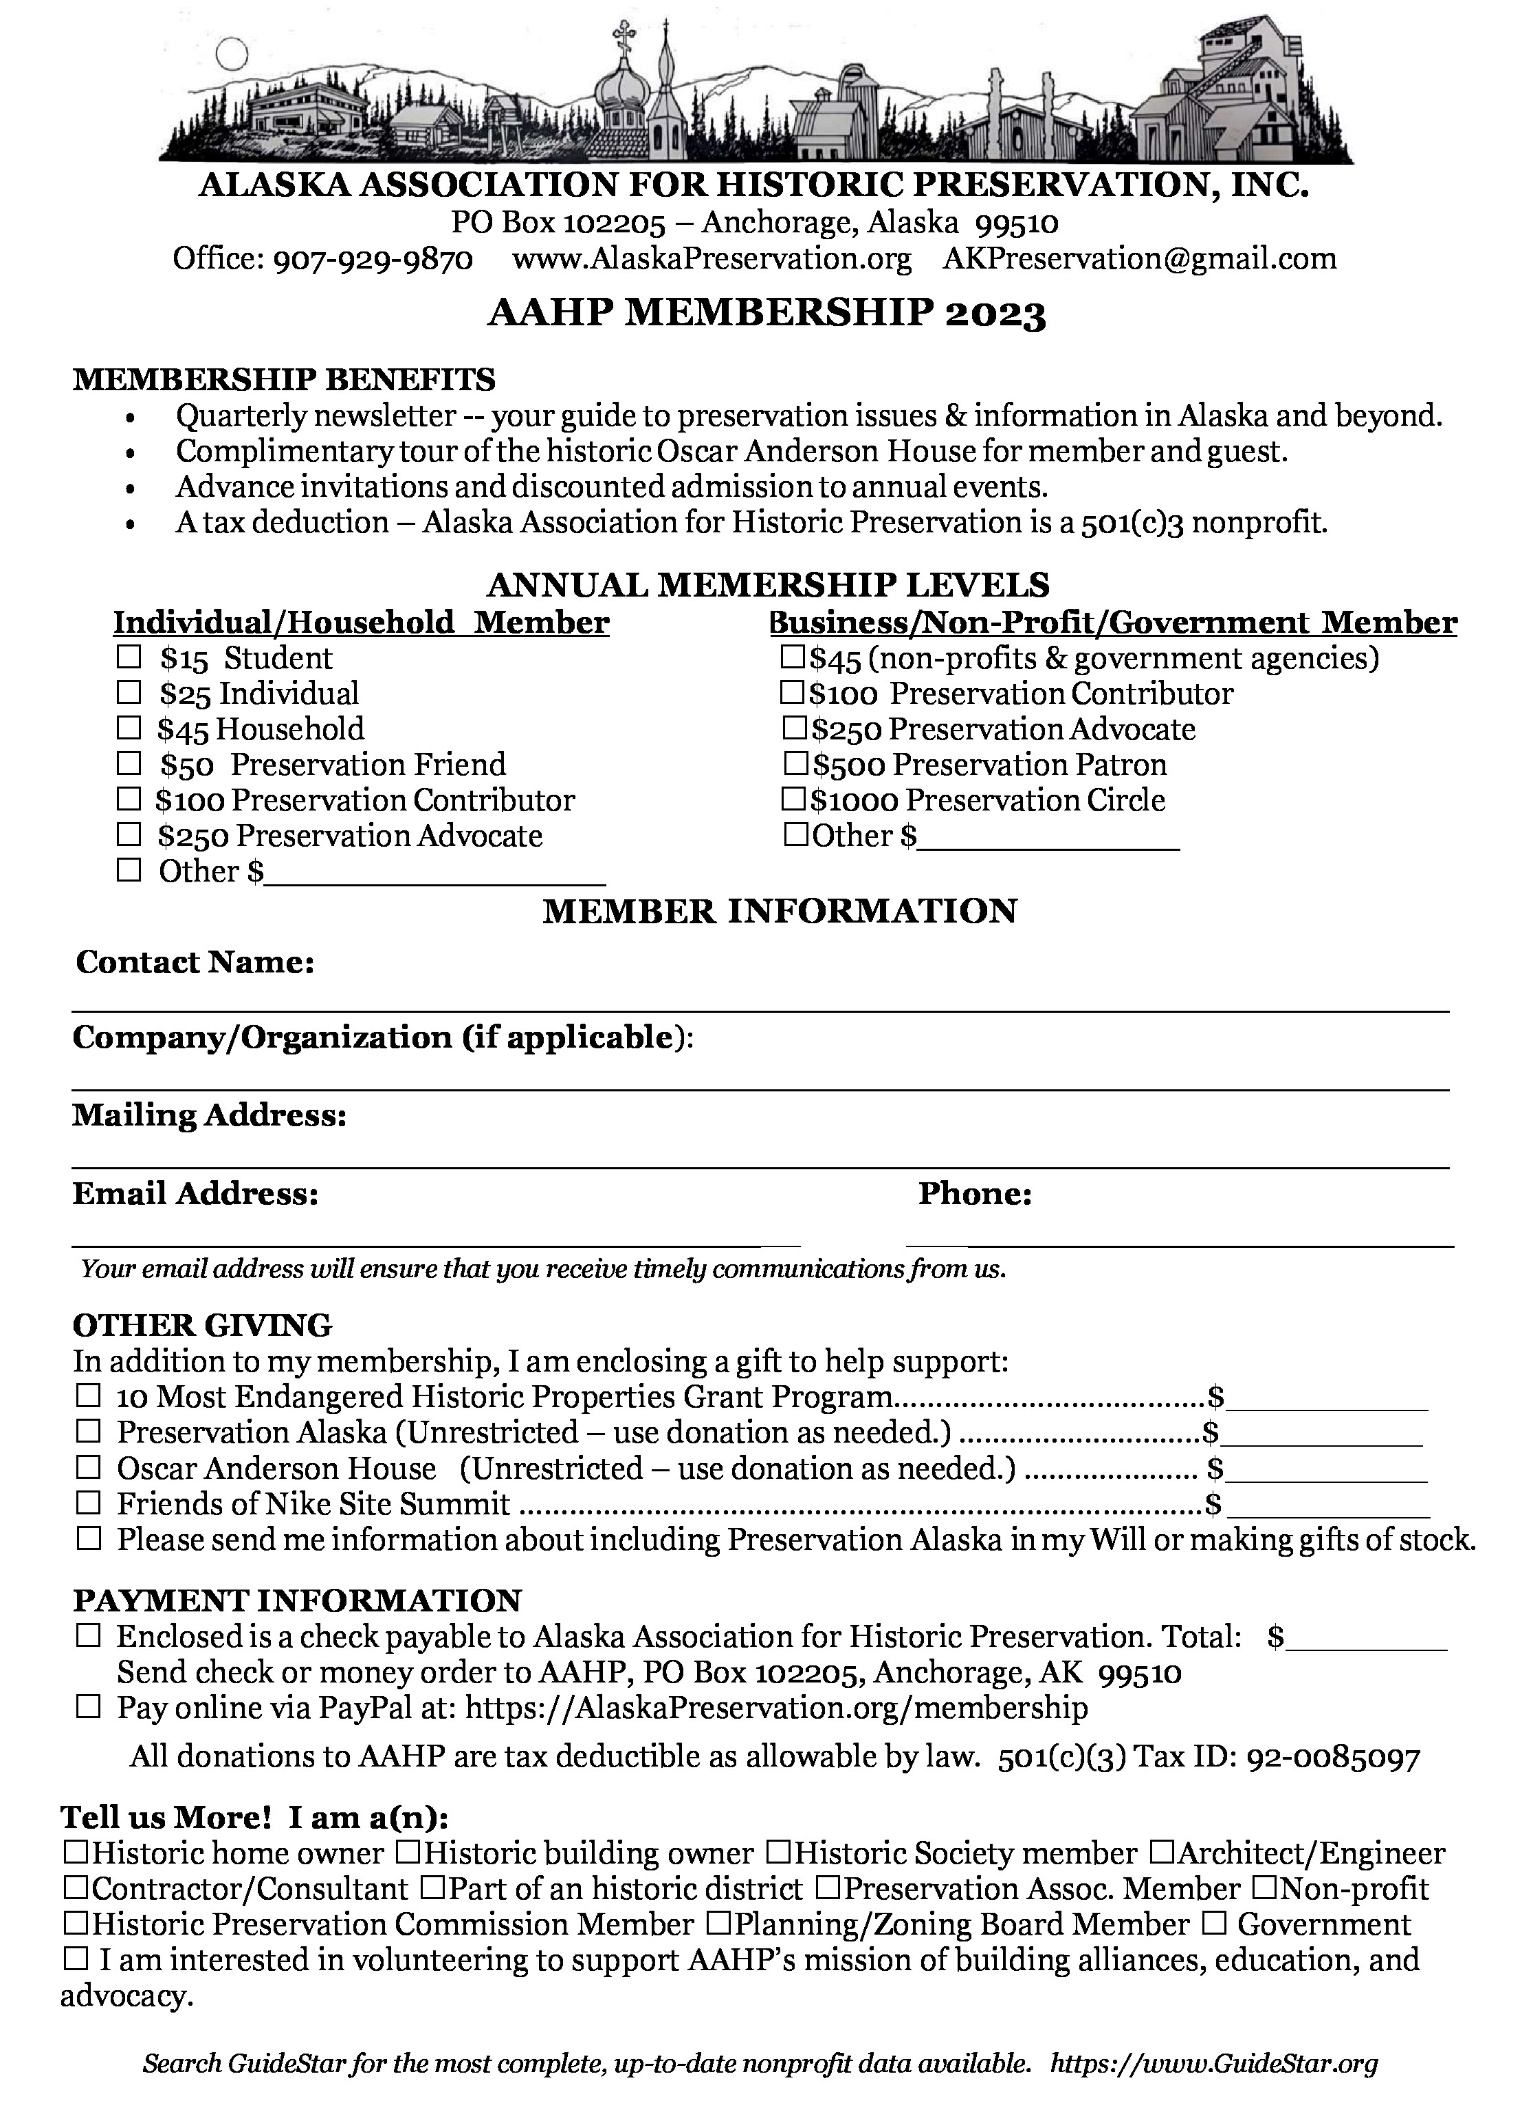 ALASKA ASSOCIATION FOR HISTORIC PRESERVATION, INC.
PO Box 102205 – Anchorage, Alaska 99510
Office: 907-929-9870 www.AlaskaPreservation.org AKPreservation@gmail.com
AAHP MEMBERSHIP 2023
MEMBERSHIP BENEFITS
• Quarterly newsletter -- your guide to preservation issues & information in Alaska and beyond.
• Complimentary tour of the historic Oscar Anderson House for member and guest.
• Advance invitations and discounted admission to annual events.
• A tax deduction – Alaska Association for Historic Preservation is a 501(c)3 nonprofit.
ANNUAL MEMERSHIP LEVELS
Individual/Household Member
☐ $15 Student
☐ $25 Individual
☐ $45 Household
☐ $50 Preservation Friend
☐ $100 Preservation Contributor
☐ $250 Preservation Advocate
☐ Other $____________________
Business/Non-Profit/Government Member
☐$45 (non-profits & government agencies)
☐$100 Preservation Contributor
☐$250 Preservation Advocate
☐$500 Preservation Patron
☐$1000 Preservation Circle
☐Other $________________
MEMBER INFORMATION
Contact Name:
Company/Organization (if applicable):
Mailing Address:
Email Address: Phone:
Your email address will ensure that you receive timely communications from us.
OTHER GIVING
In addition to my membership, I am enclosing a gift to help support:
☐ 10 Most Endangered Historic Properties Grant Program.....................................$____________
☐ Preservation Alaska (Unrestricted – use donation as needed.) .............................$____________
☐ Oscar Anderson House (Unrestricted – use donation as needed.) ..................... $____________
☐ Friends of Nike Site Summit ..................................................................................$____________
☐ Please send me information about including Preservation Alaska in my Will or making gifts of stock.
PAYMENT INFORMATION
☐ Enclosed is a check payable to Alaska Association for Historic Preservation. Total: $__________
Send check or money order to AAHP, PO Box 102205, Anchorage, AK 99510
☐ Pay online via PayPal at: https://AlaskaPreservation.org/membership
All donations to AAHP are tax deductible as allowable by law. 501(c)(3) Tax ID: 92-0085097
Tell us More! I am a(n):
☐Historic home owner ☐Historic building owner ☐Historic Society member ☐Architect/Engineer
☐Contractor/Consultant ☐Part of an historic district ☐Preservation Assoc. Member ☐Non-profit
☐Historic Preservation Commission Member ☐Planning/Zoning Board Member ☐ Government
☐ I am interested in volunteering to support AAHP’s mission of building alliances, education, and
advocacy.
Search GuideStar for the most complete, up-to-date nonprofit data available. https://www.GuideStar.org